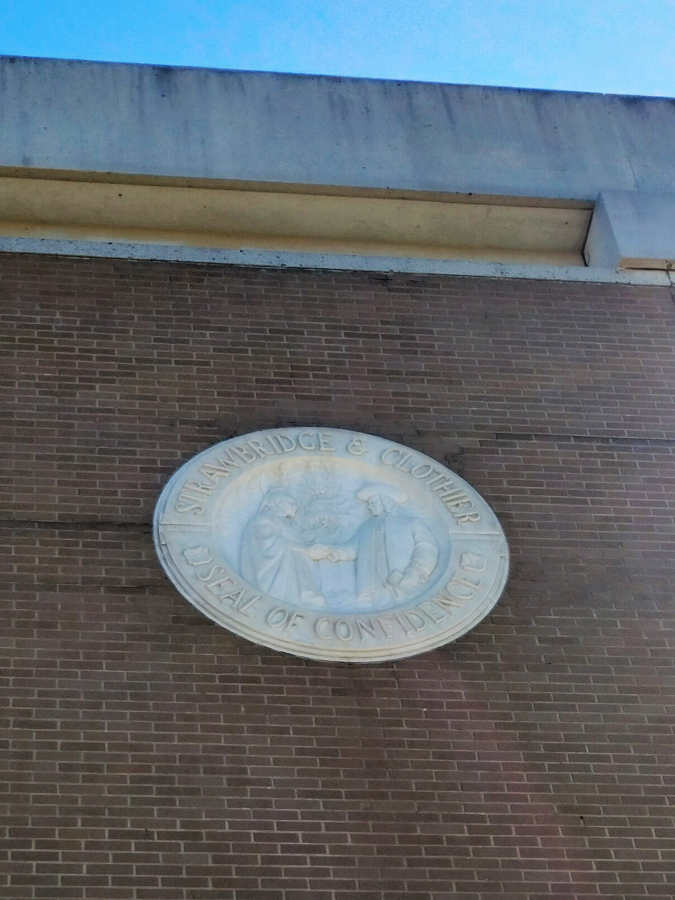 STRAWBRIDGE & CLOTHIER
SEAL OF CONFIDENCE